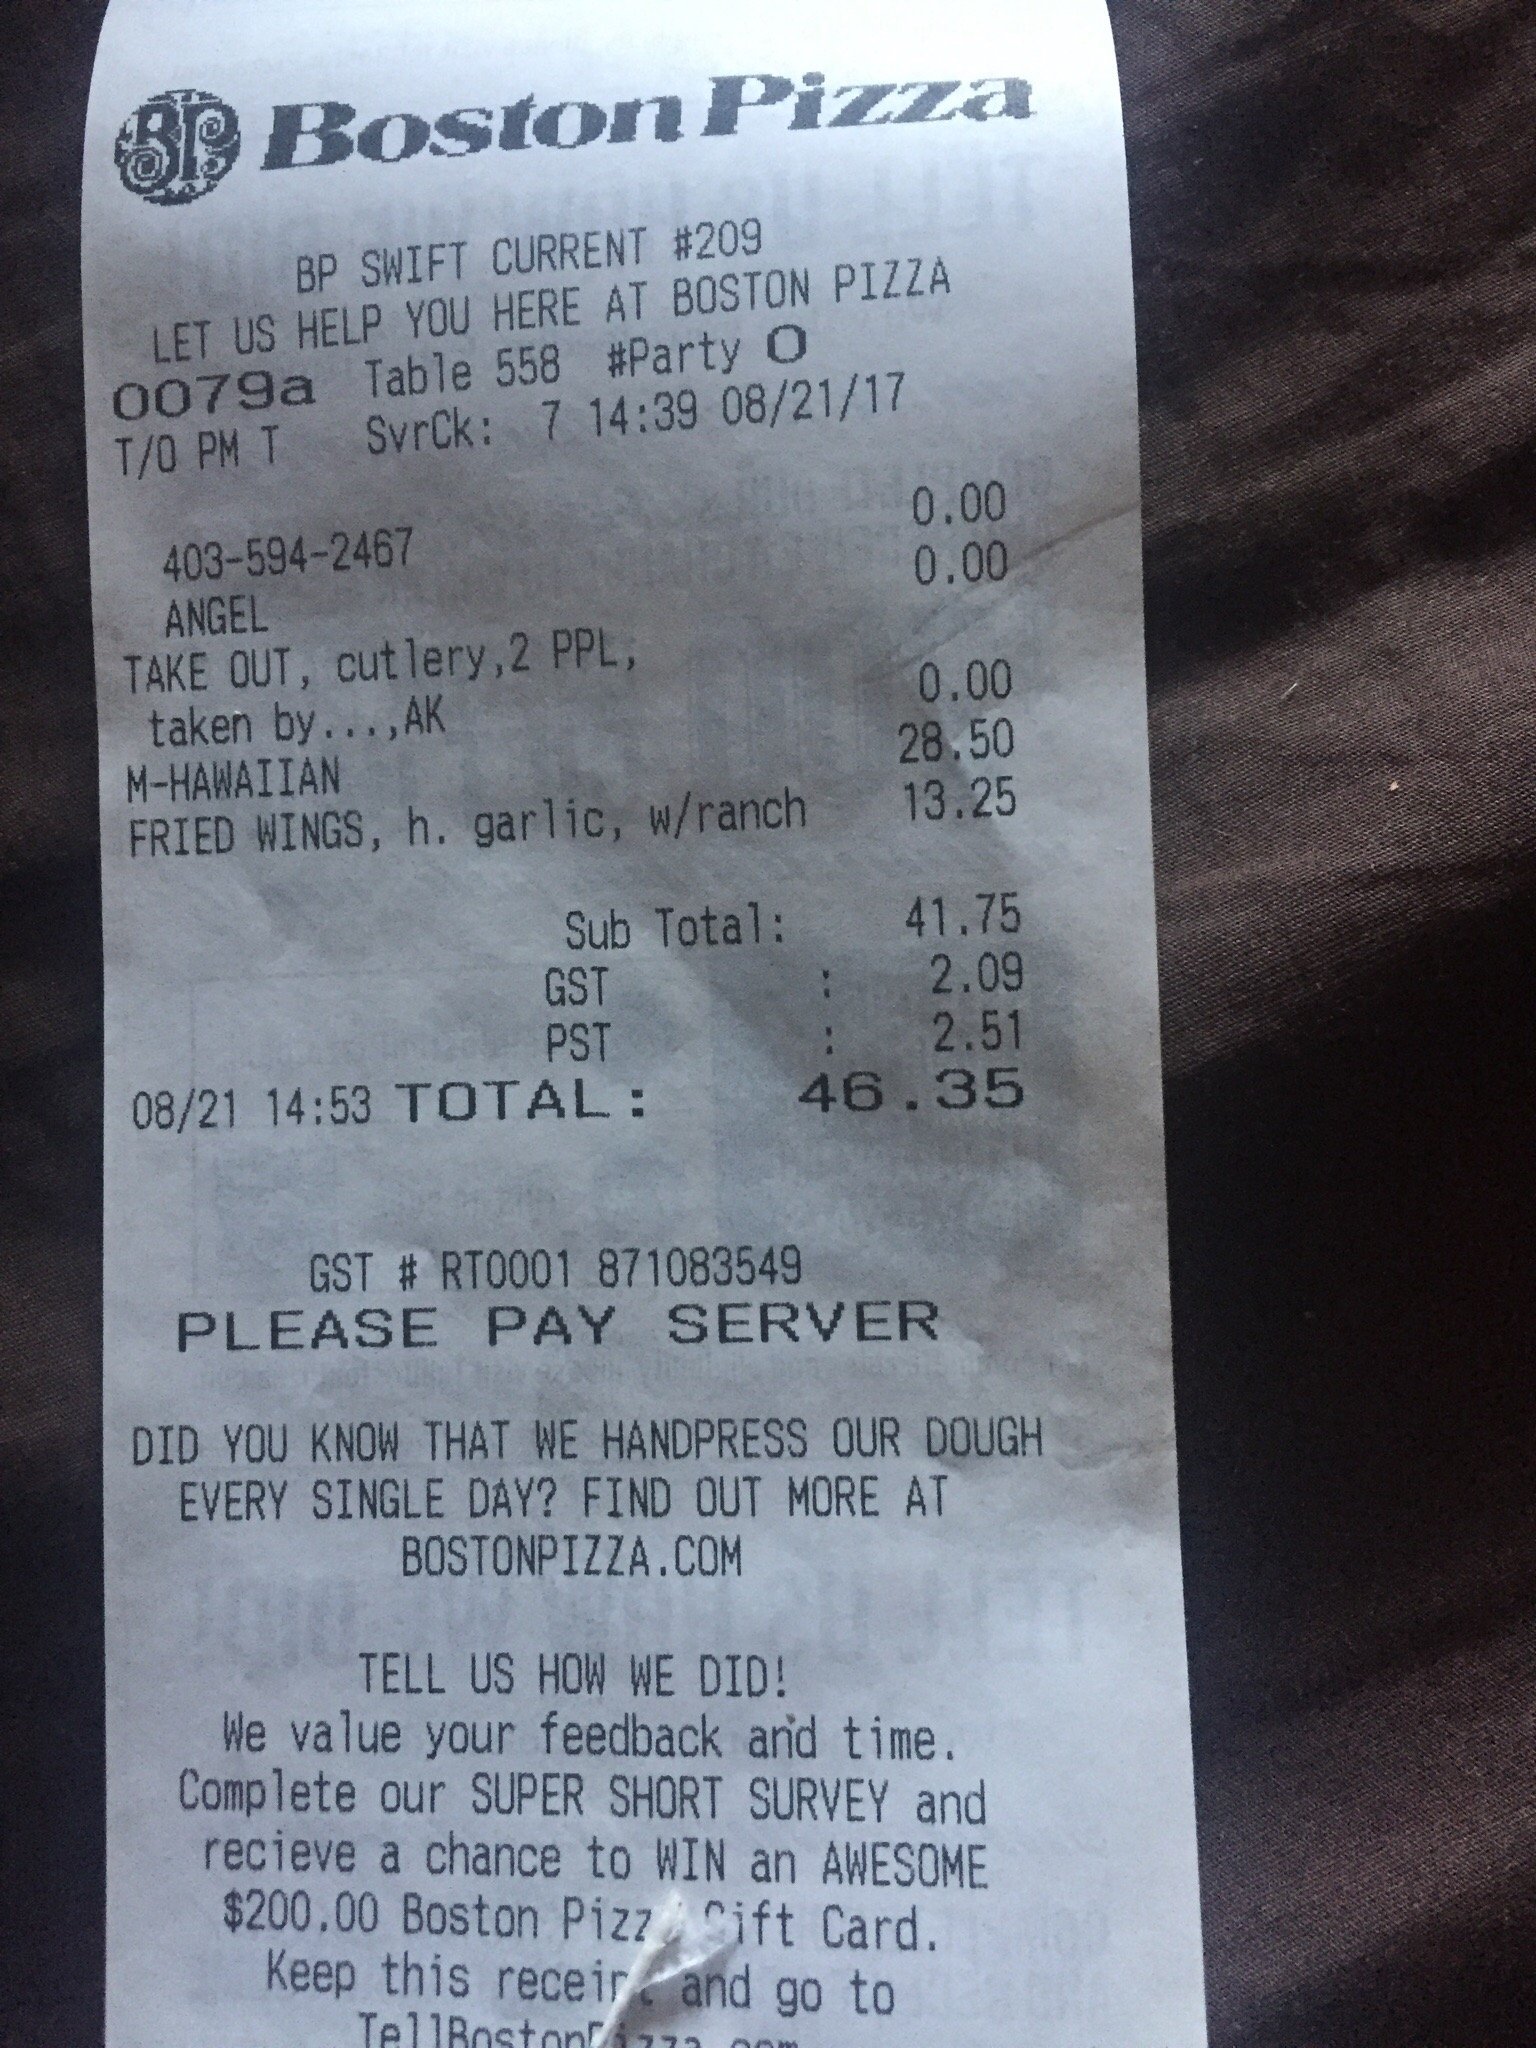 BP Boston Pizza
BP SWIFT CURRENT #209
LET US HELP YOU HERE AT BOSTON PIZZA
0079a Table 558 #Party 0
T/O PM T SvrCk: 7 14:39 08/21/17
0.00
403-594-2467 0.00
ANGEL
TAKE OUT, cutlery,2 PPL,
taken by...,AK 0.00
M-HAWAIIAN 28.50
FRIED WINGS, h. garlic, w/ranch 13.25
Sub Total: 41.75
GST : 2.09
PST : 2.51
08/21 14:53 TOTAL: 46.35
GST # RT0001 871083549
PLEASE PAY SERVER
DID YOU KNOW THAT WE HANDPRESS OUR DOUGH
EVERY SINGLE DAY? FIND OUT MORE AT
BOSTONPIZZA.COM
TELL US HOW WE DID!
We value your feedback and time.
Complete our SUPER SHORT SURVEY and
recieve a chance to WIN an AWESOME
$200.00 Boston Pizza Gift Card.
Keep this receipt and go to
TellBostonPizza.com